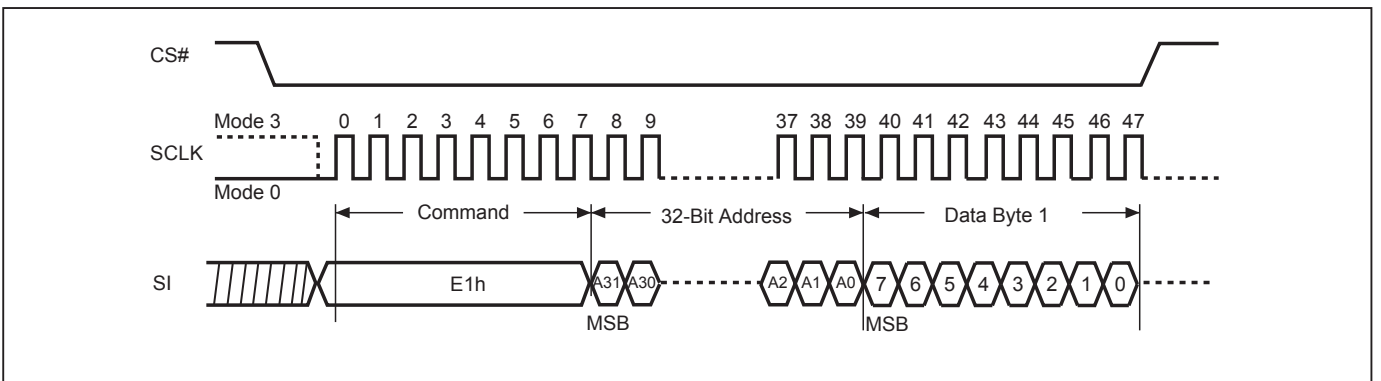 CS#
Mode 3 0 1 2 3 4 5 6 7 8 9 37 38 39 40 41 42 43 44 45 46 47
SCLK
Mode 0
Command 32-Bit Address Data Byte 1
SI E1h A31 A30 A2 A1 A0 7 6 5 4 3 2 1 0
MSB MSB